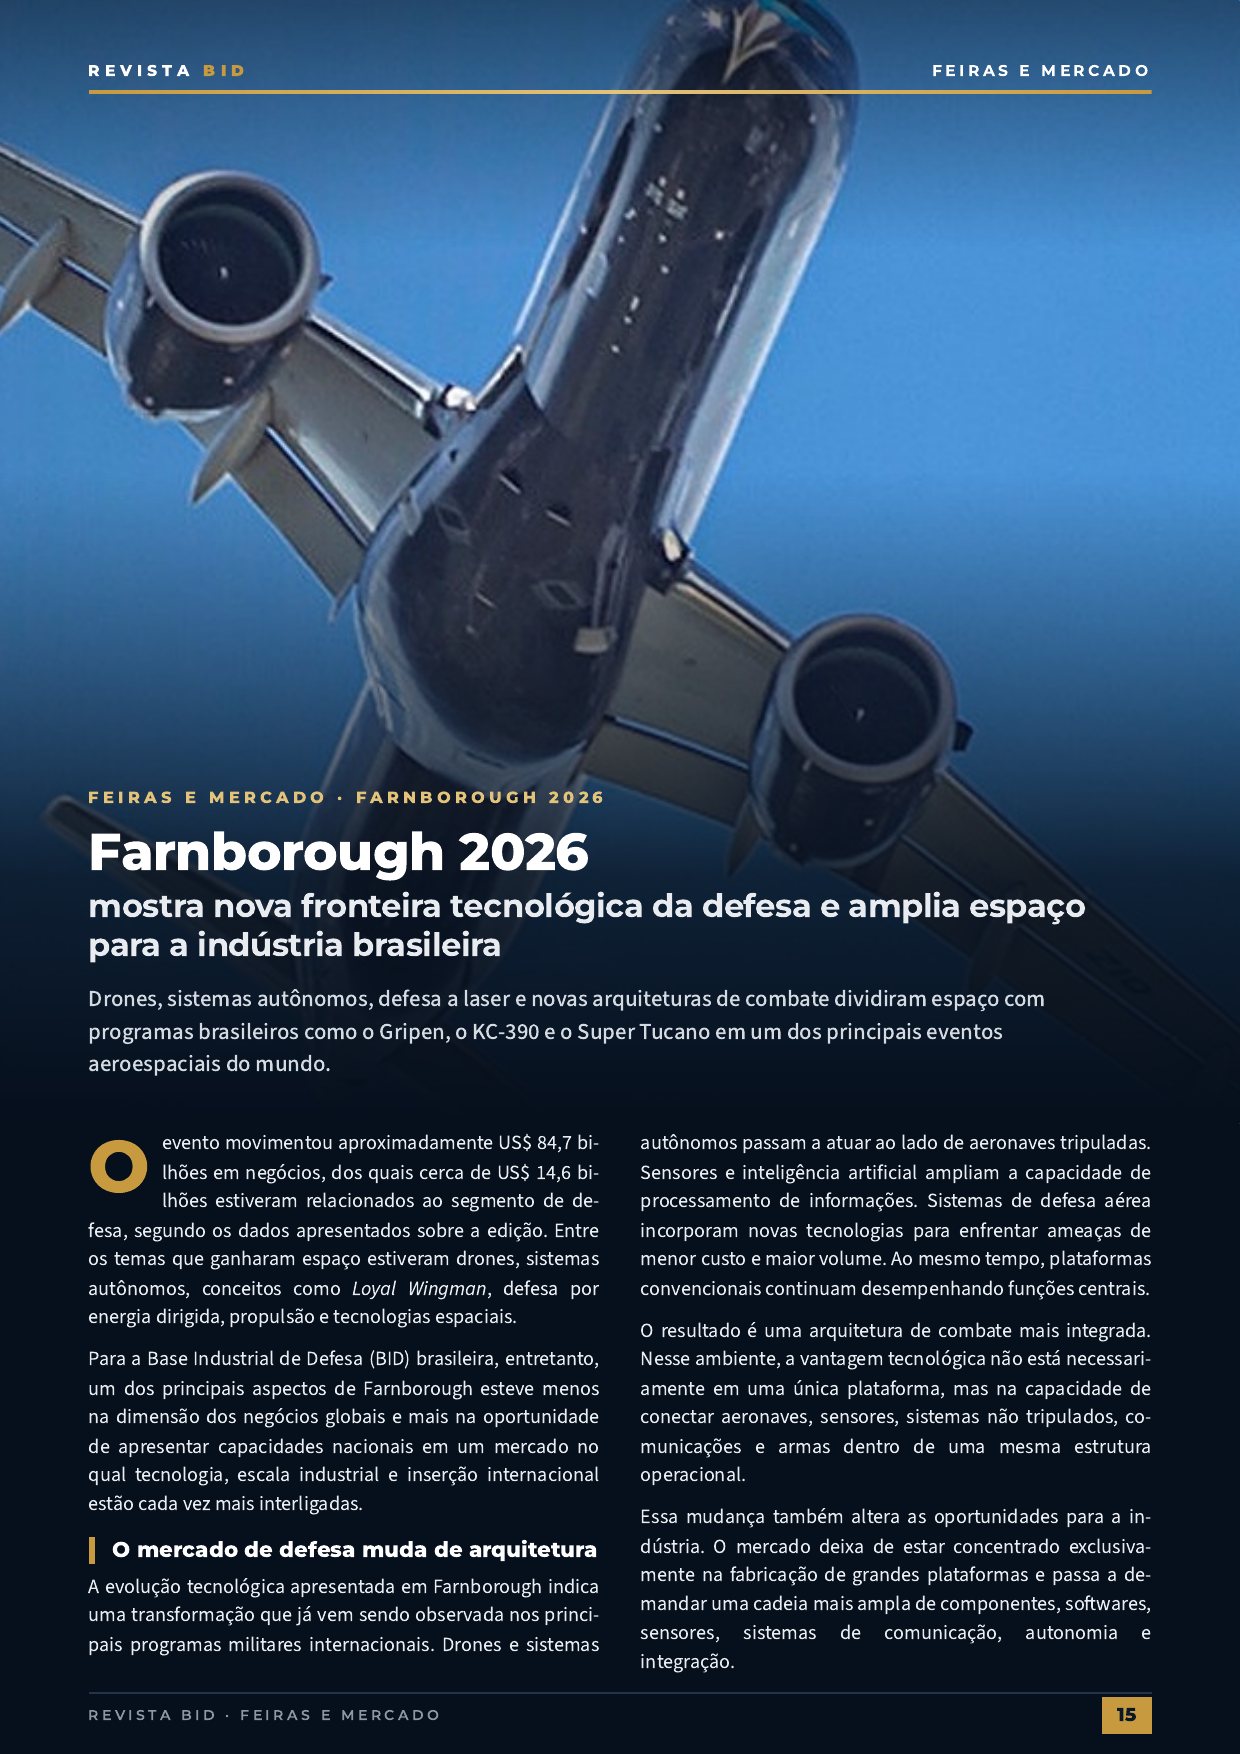 REVISTA BID
FEIRAS E MERCADO
FEIRAS E MERCADO · FARNBOROUGH 2026
Farnborough 2026
mostra nova fronteira tecnológica da defesa e amplia espaço
para a indústria brasileira
Drones, sistemas autônomos, defesa a laser e novas arquiteturas de combate dividiram espaço com
programas brasileiros como o Gripen, o KC-390 e o Super Tucano em um dos principais eventos
aeroespaciais do mundo.
O evento movimentou aproximadamente US$ 84,7 bi-
lhões em negócios, dos quais cerca de US$ 14,6 bi-
lhões estiveram relacionados ao segmento de de-
fesa, segundo os dados apresentados sobre a edição. Entre
os temas que ganharam espaço estiveram drones, sistemas
autônomos, conceitos como Loyal Wingman, defesa por
energia dirigida, propulsão e tecnologias espaciais.
Para a Base Industrial de Defesa (BID) brasileira, entretanto,
um dos principais aspectos de Farnborough esteve menos
na dimensão dos negócios globais e mais na oportunidade
de apresentar capacidades nacionais em um mercado no
qual tecnologia, escala industrial e inserção internacional
estão cada vez mais interligadas.
O mercado de defesa muda de arquitetura
A evolução tecnológica apresentada em Farnborough indica
uma transformação que já vem sendo observada nos princi-
pais programas militares internacionais. Drones e sistemas
autônomos passam a atuar ao lado de aeronaves tripuladas.
Sensores e inteligência artificial ampliam a capacidade de
processamento de informações. Sistemas de defesa aérea
incorporam novas tecnologias para enfrentar ameaças de
menor custo e maior volume. Ao mesmo tempo, plataformas
convencionais continuam desempenhando funções centrais.
O resultado é uma arquitetura de combate mais integrada.
Nesse ambiente, a vantagem tecnológica não está necessari-
amente em uma única plataforma, mas na capacidade de
conectar aeronaves, sensores, sistemas não tripulados, co-
municações e armas dentro de uma mesma estrutura
operacional.
Essa mudança também altera as oportunidades para a in-
dústria. O mercado deixa de estar concentrado exclusiva-
mente na fabricação de grandes plataformas e passa a de-
mandar uma cadeia mais ampla de componentes, softwares,
sensores, sistemas de comunicação, autonomia e
integração.
REVISTA BID · FEIRAS E MERCADO
15